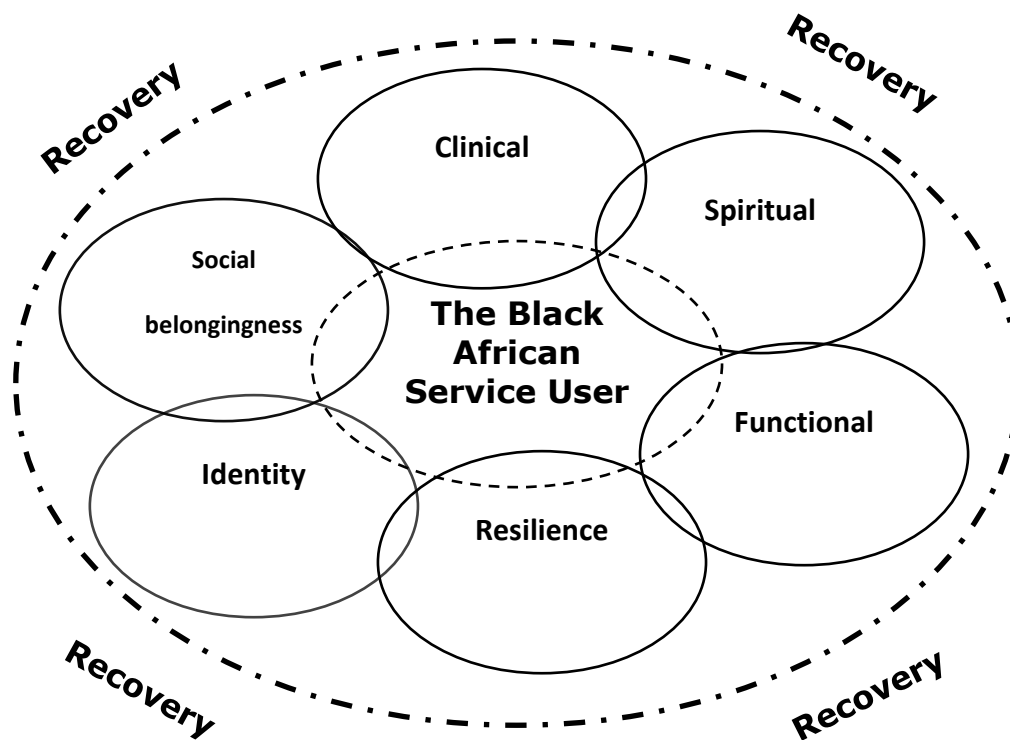 Recovery
Recovery
Clinical
Spiritual
Social
belongingness
The Black
African
Service User
Functional
Identity
Resilience
Recovery
Recovery